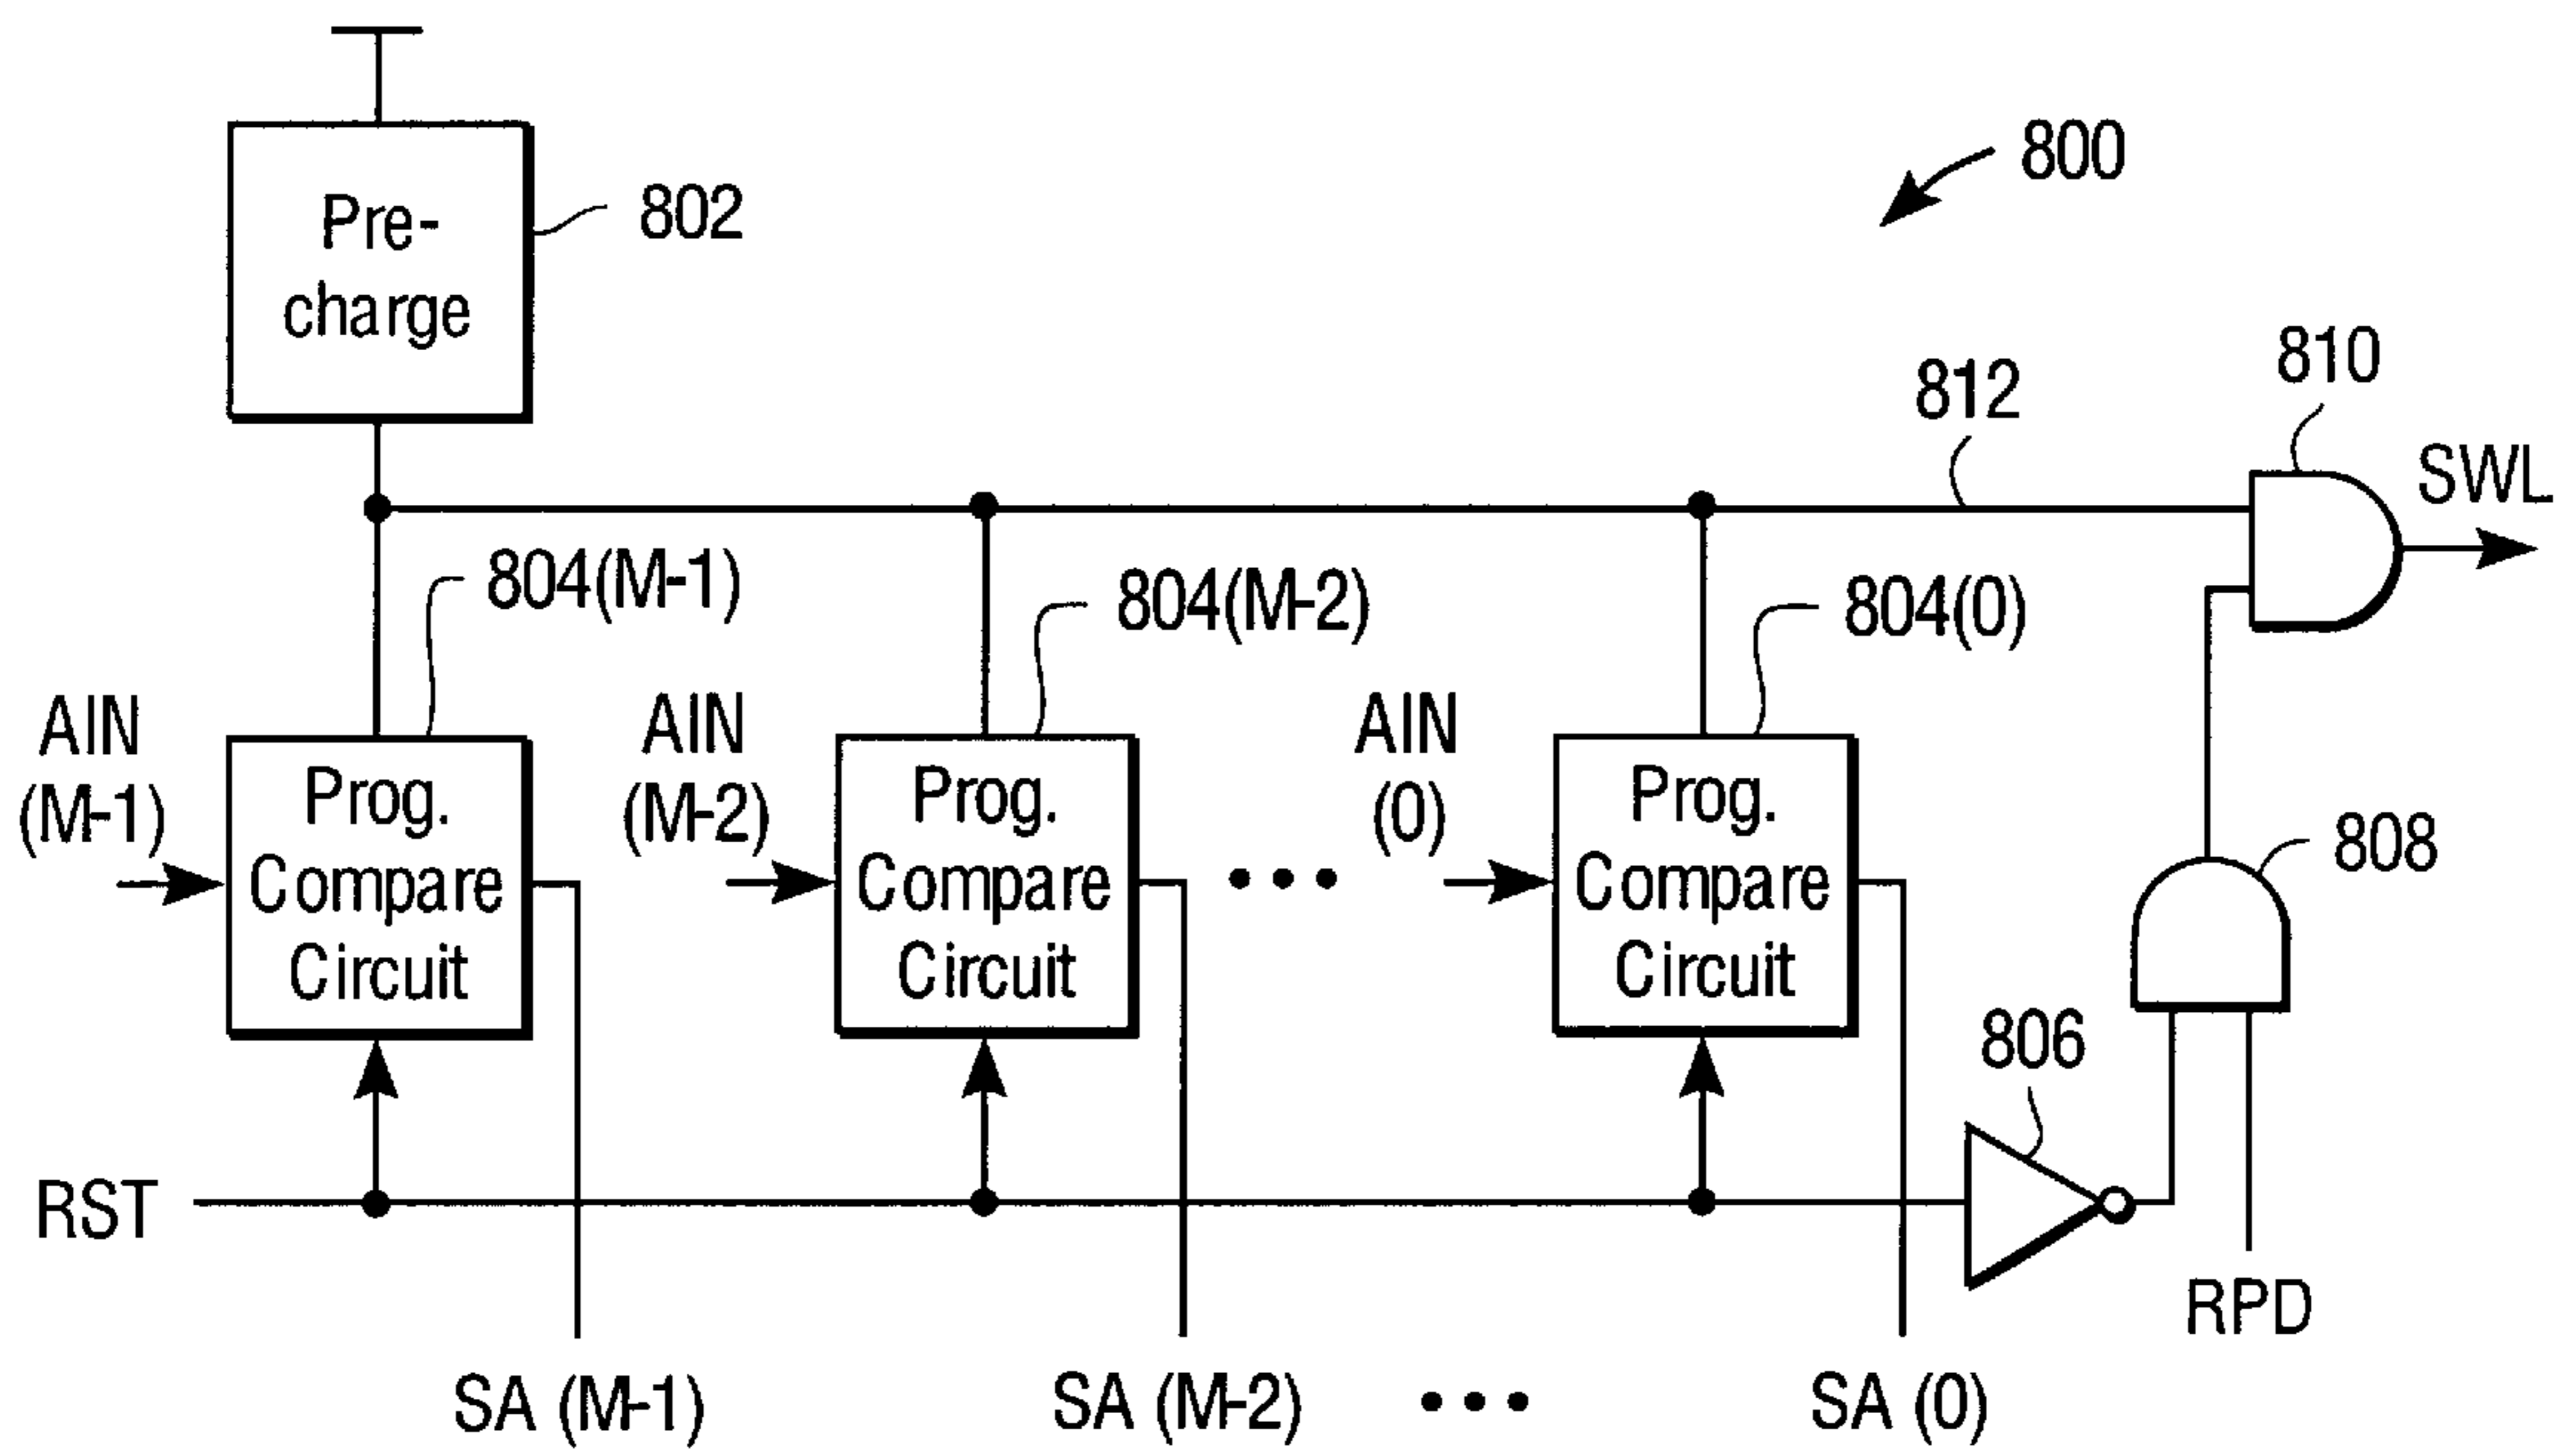 800
Pre-
charge
802
810
812
SWL
804(M-1)
804(M-2)
804(0)
AIN
(M-1)
AIN
(M-2)
AIN
(0)
Prog.
Compare
Circuit
Prog.
Compare
Circuit
• • •
Prog.
Compare
Circuit
808
806
RST
RPD
SA (M-1)
SA (M-2)
• • •
SA (0)